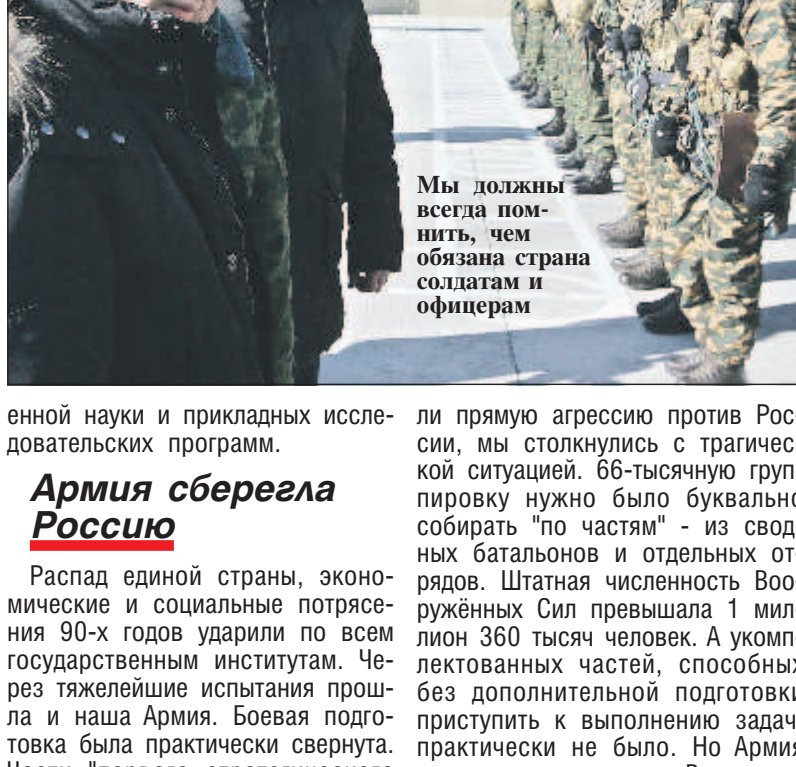 Мы должны
всегда пом-
нить, чем
обязана страна
солдатам и
офицерам
енной науки и прикладных иссле-
довательских программ.
Армия сберегла
Россию
Распад единой страны, эконо-
мические и социальные потрясе-
ния 90-х годов ударили по всем
государственным институтам. Че-
рез тяжелейшие испытания прош-
ла и наша Армия. Боевая подго-
товка была практически свернута.
Части "первого стратегического
ли прямую агрессию против Рос-
сии, мы столкнулись с трагичес-
кой ситуацией. 66-тысячную груп-
пировку нужно было буквально
собирать "по частям" - из свод-
ных батальонов и отдельных от-
рядов. Штатная численность Воо-
ружённых Сил превышала 1 мил-
лион 360 тысяч человек. А укомп-
лектованных частей, способных
без дополнительной подготовки
приступить к выполнению задач,
практически не было. Но Армия